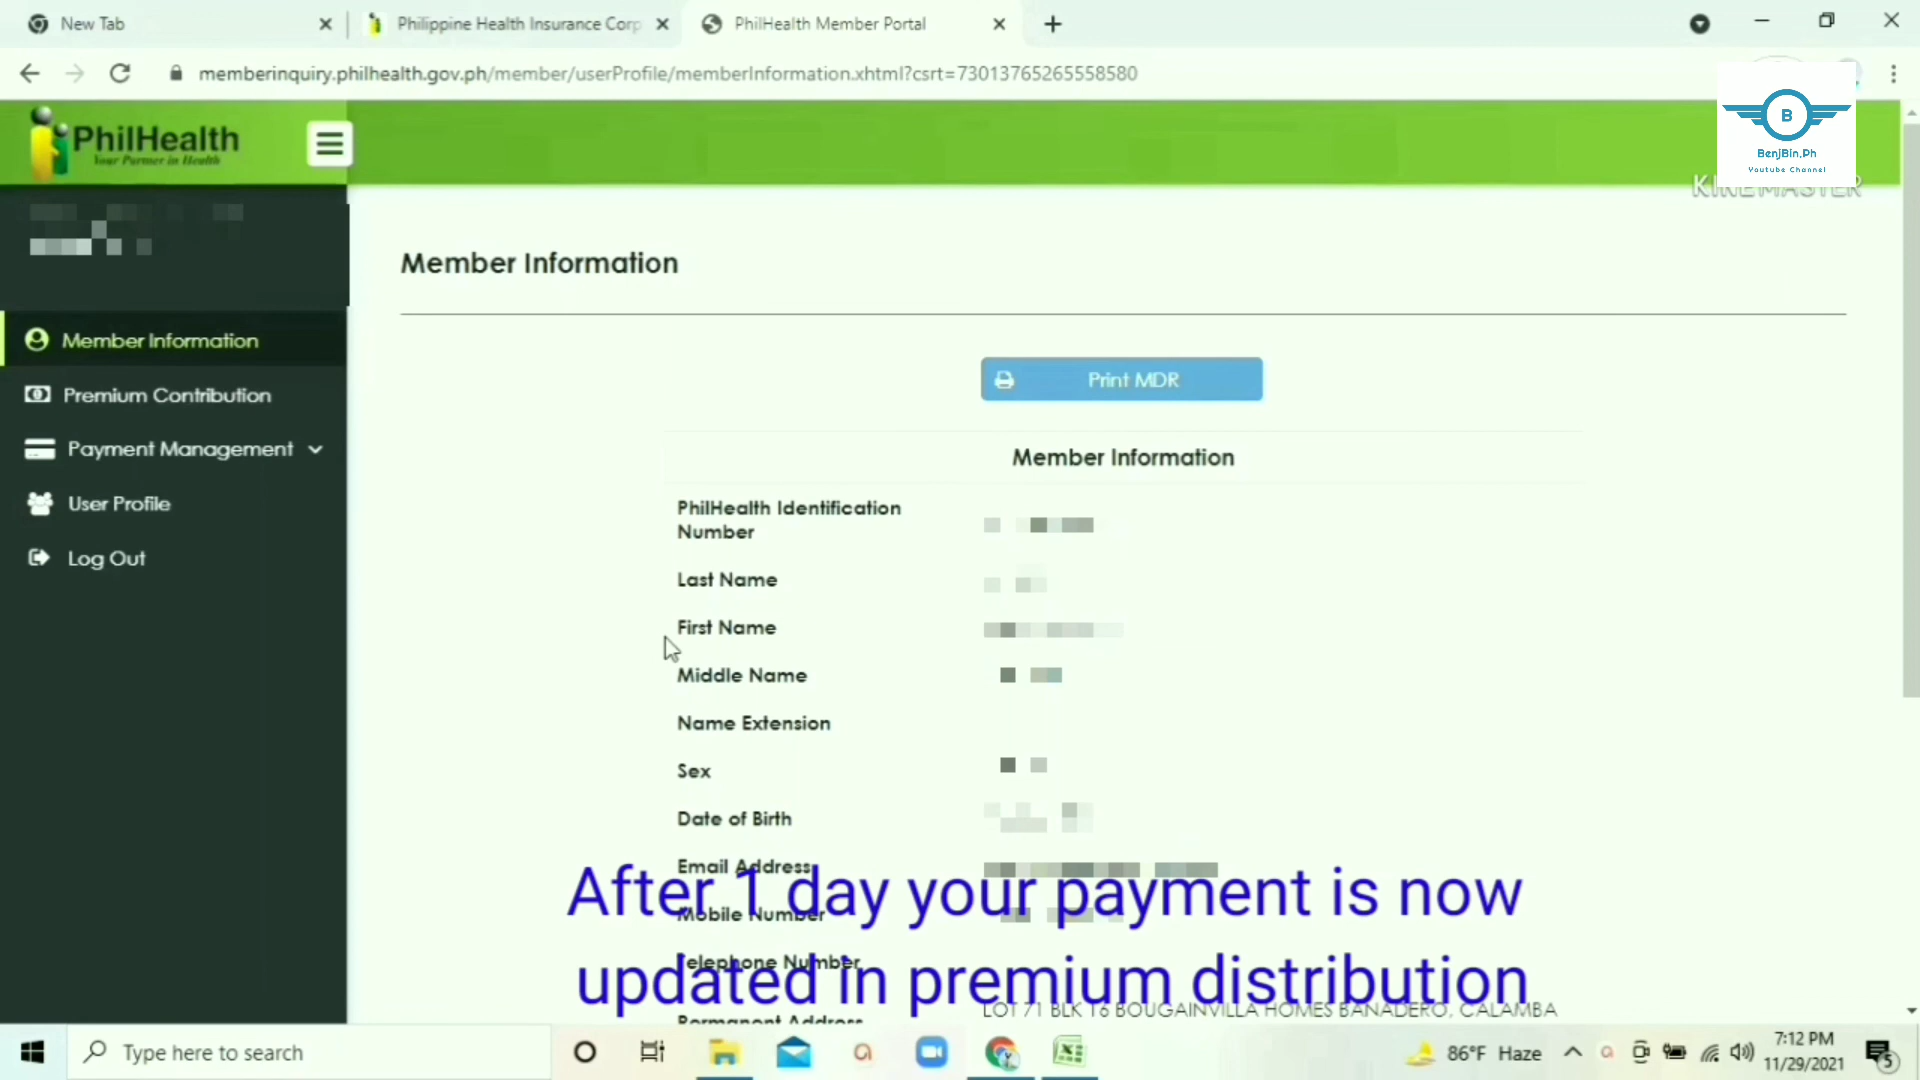 New Tab
Philippine Health Insurance Corp
PhilHealth Member Portal
memberinquiry.philhealth.gov.ph/member/userProfile/memberInformation.xhtml?csrt=73013765265558580
PhilHealth
Your Partner in Health
B
BenjBin.Ph
Youtube Channel
KINEMASTER
Member Information
Member Information
Premium Contribution
Payment Management
User Profile
Log Out
Print MDR
Member Information
PhilHealth Identification
Number
Last Name
First Name
Middle Name
Name Extension
Sex
Date of Birth
Email Address
Mobile Number
Telephone Number
Permanent Address
LOT 71 BLK 16 BOUGAINVILLA HOMES BANADERO, CALAMBA
After 1 day your payment is now
updated in premium distribution
Type here to search
86°F Haze
7:12 PM
11/29/2021
5